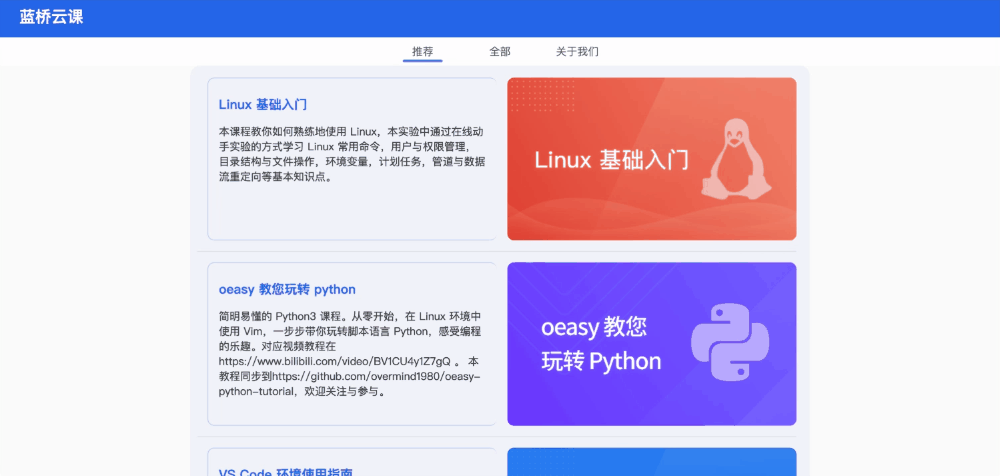 蓝桥云课
推荐
全部
关于我们
Linux 基础入门
本课程教你如何熟练地使用 Linux，本实验中通过在线动
手实验的方式学习 Linux 常用命令，用户与权限管理，
目录结构与文件操作，环境变量，计划任务，管道与数据
流重定向等基本知识点。
Linux 基础入门
oeasy 教您玩转 python
简明易懂的 Python3 课程。从零开始，在 Linux 环境中
使用 Vim，一步步带你玩转脚本语言 Python，感受编程
的乐趣。对应视频教程在
https://www.bilibili.com/video/BV1CU4y1Z7gQ 。 本
教程同步到https://github.com/overmind1980/oeasy-
python-tutorial，欢迎关注与参与。
oeasy 教您
玩转 Python
VS Code 环境使用指南